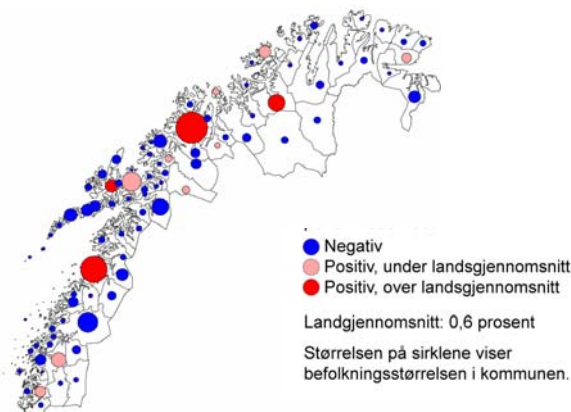 Negativ
Positiv, under landsgjennomsnitt
Positiv, over landsgjennomsnitt
Landgjennomsnitt: 0,6 prosent
Størrelsen på sirklene viser
befolkningsstørrelsen i kommunen.